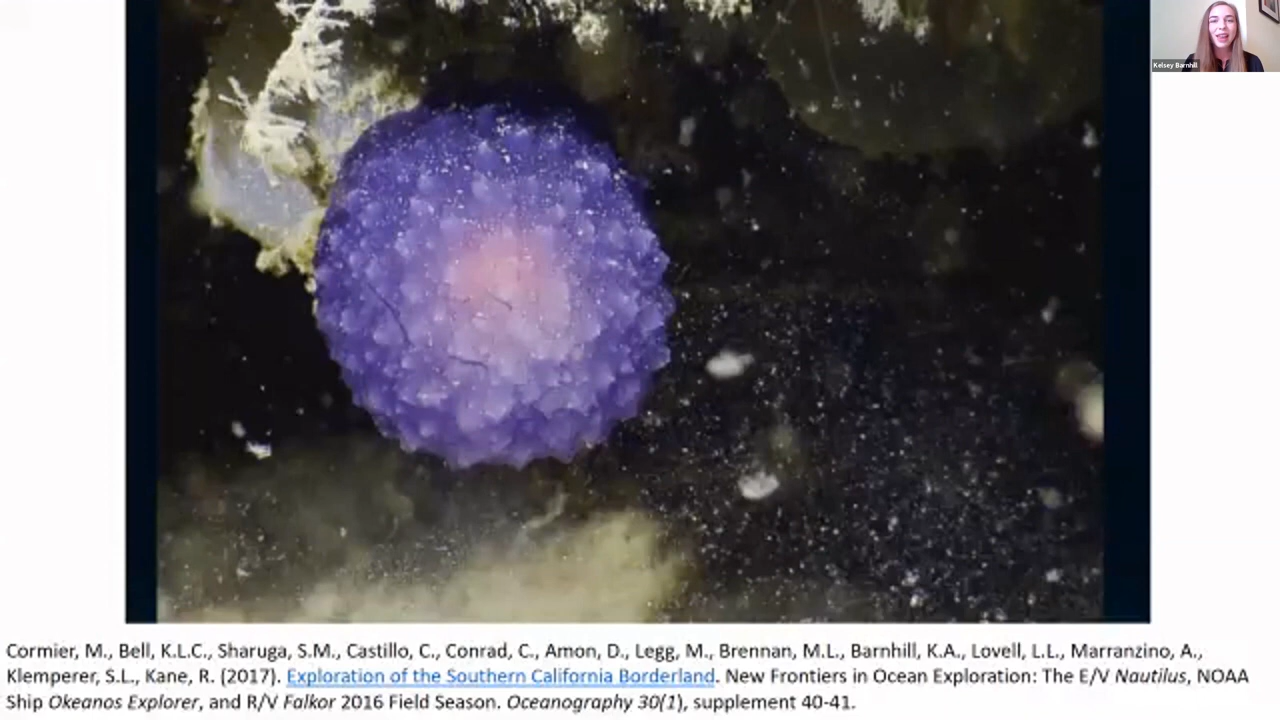 Kelsey Barnhill
Cormier, M., Bell, K.L.C., Sharuga, S.M., Castillo, C., Conrad, C., Amon, D., Legg, M., Brennan, M.L., Barnhill, K.A., Lovell, L.L., Marranzino, A.,
Klemperer, S.L., Kane, R. (2017). Exploration of the Southern California Borderland. New Frontiers in Ocean Exploration: The E/V Nautilus, NOAA
Ship Okeanos Explorer, and R/V Falkor 2016 Field Season. Oceanography 30(1), supplement 40-41.